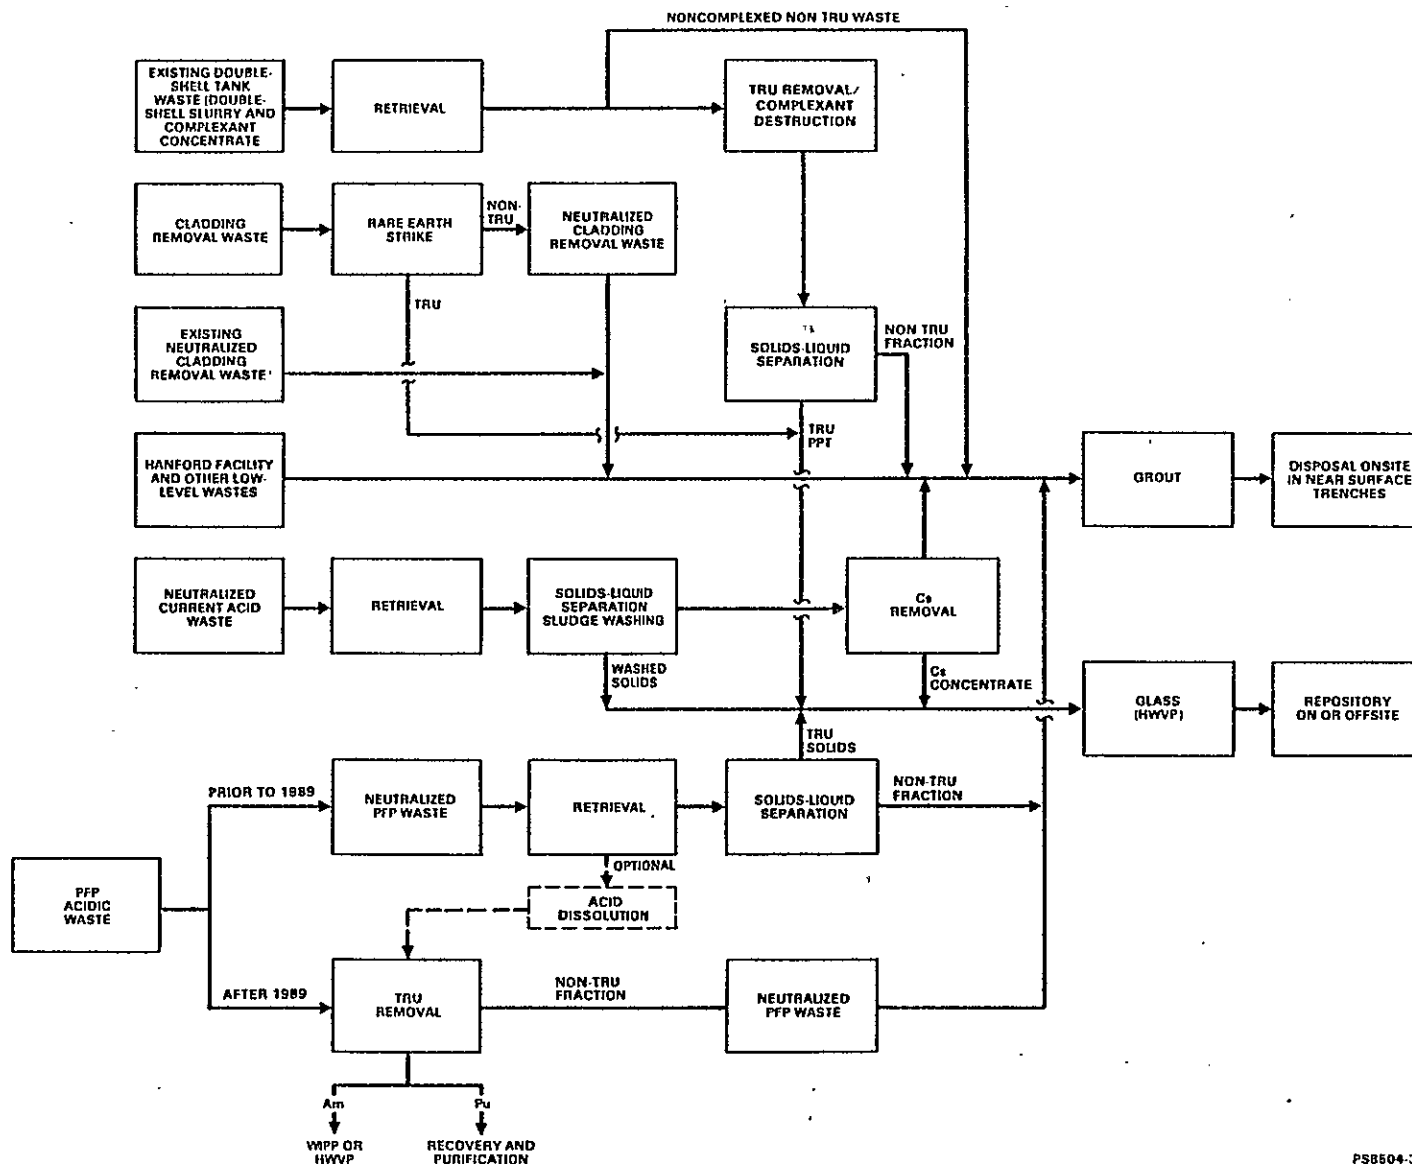 NONCOMPLEXED NON TRU WASTE
EXISTING DOUBLE-
SHELL TANK
WASTE (DOUBLE-
SHELL SLURRY AND
COMPLEXANT
CONCENTRATE
RETRIEVAL
TRU REMOVAL/
COMPLEXANT
DESTRUCTION
CLADDING
REMOVAL WASTE
RARE EARTH
STRIKE
NON-
TRU
NEUTRALIZED
CLADDING
REMOVAL WASTE
TRU
EXISTING
NEUTRALIZED
CLADDING
REMOVAL WASTE'
SOLIDS-LIQUID
SEPARATION
NON TRU
FRACTION
TRU
PPT
HANFORD FACILITY
AND OTHER LOW-
LEVEL WASTES
GROUT
DISPOSAL ONSITE
IN NEAR SURFACE
TRENCHES
NEUTRALIZED
CURRENT ACID
WASTE
RETRIEVAL
SOLIDS-LIQUID
SEPARATION
SLUDGE WASHING
Cs
REMOVAL
WASHED
SOLIDS
Cs
CONCENTRATE
GLASS
(HWVP)
REPOSITORY
ON OR OFFSITE
TRU
SOLIDS
PRIOR TO 1989
NEUTRALIZED
PFP WASTE
RETRIEVAL
SOLIDS-LIQUID
SEPARATION
NON-TRU
FRACTION
OPTIONAL
PFP
ACIDIC
WASTE
ACID
DISSOLUTION
AFTER 1989
TRU
REMOVAL
NON-TRU
FRACTION
NEUTRALIZED
PFP WASTE
Am
Pu
WIPP OR
HWVP
RECOVERY AND
PURIFICATION